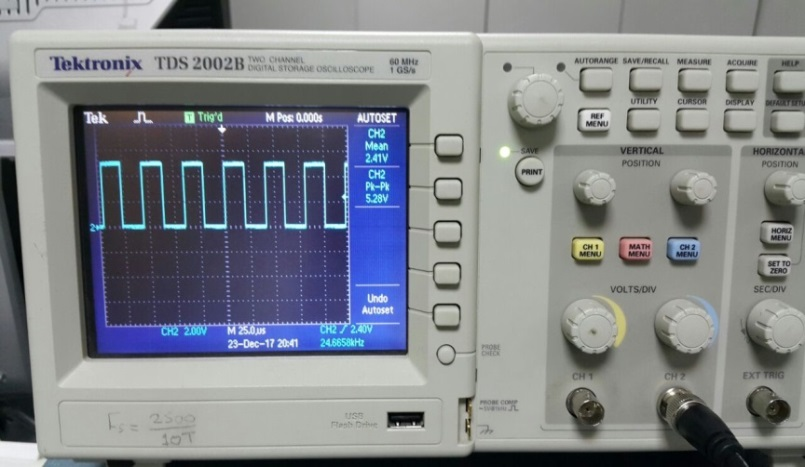 Tektronix TDS 2002B TWO CHANNEL DIGITAL STORAGE OSCILLOSCOPE 60 MHz 1 GS/s
Tek T Trig'd M Pos: 0.000s AUTOSET
CH2
Mean
2.41V
CH2
Pk-Pk
5.28V
2
Undo
Autoset
CH2 2.00V M 25.0µs CH2 / 2.40V
23-Dec-17 20:41 24.6658kHz
Fs = 2500
10T
USB
Flash Drive
AUTORANGE SAVE/RECALL MEASURE ACQUIRE HELP
REF MENU UTILITY CURSOR DISPLAY DEFAULT SETU
SAVE
PRINT
VERTICAL HORIZONTA
POSITION POSITION
CH 1 MENU MATH MENU CH 2 MENU HORIZ MENU
SET TO ZERO
VOLTS/DIV SEC/DIV
PROBE CHECK
CH 1 CH 2 EXT TRIG
PROBE COMP